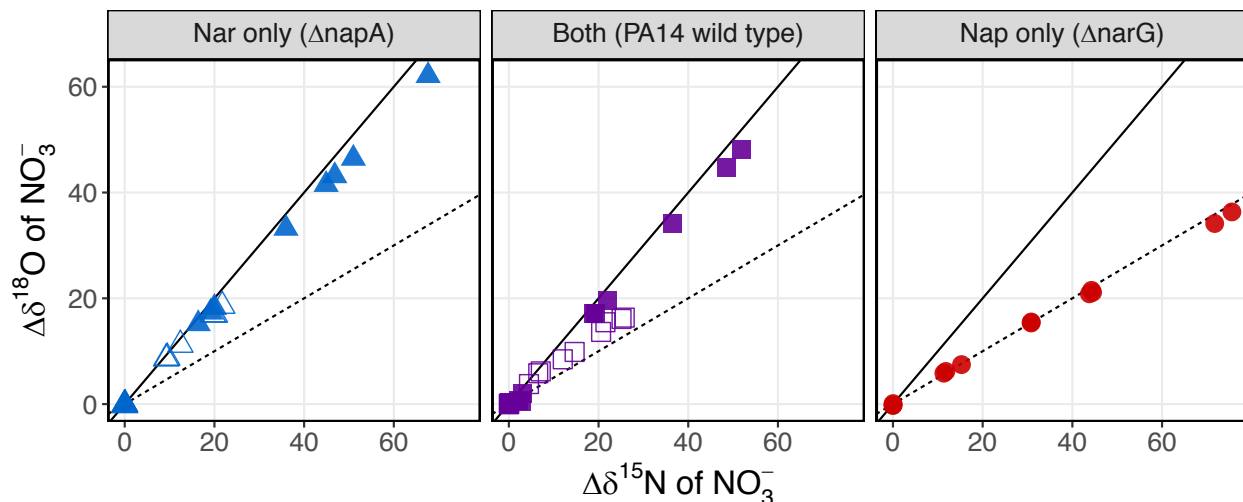 Nar only (ΔnapA)
Both (PA14 wild type)
Nap only (ΔnarG)
Δδ¹⁸O of NO₃⁻
60
40
20
0
0 20 40 60
0 20 40 60
0 20 40 60
Δδ¹⁵N of NO₃⁻